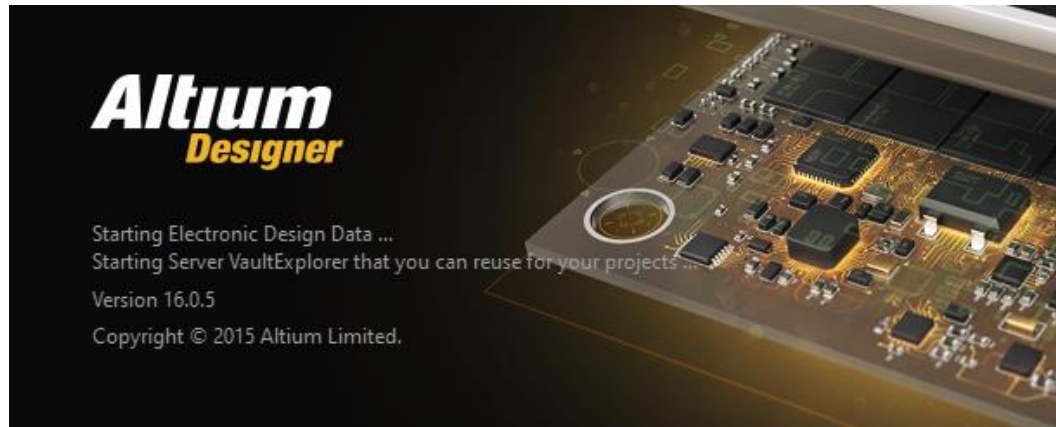 Altium
Designer
Starting Electronic Design Data ...
Starting Server VaultExplorer that you can reuse for your projects ...
Version 16.0.5
Copyright © 2015 Altium Limited.